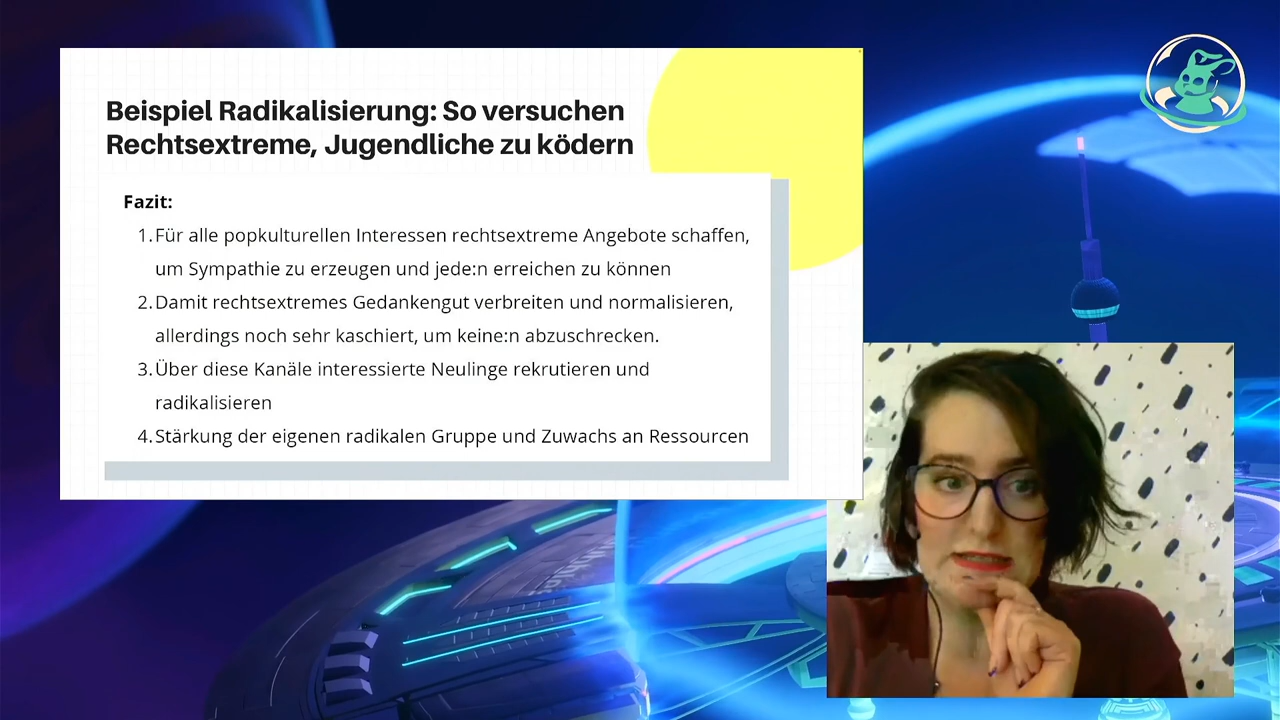 Beispiel Radikalisierung: So versuchen
Rechtsextreme, Jugendliche zu ködern
Fazit:
1. Für alle popkulturellen Interessen rechtsextreme Angebote schaffen,
um Sympathie zu erzeugen und jede:n erreichen zu können
2. Damit rechtsextremes Gedankengut verbreiten und normalisieren,
allerdings noch sehr kaschiert, um keine:n abzuschrecken.
3. Über diese Kanäle interessierte Neulinge rekrutieren und
radikalisieren
4. Stärkung der eigenen radikalen Gruppe und Zuwachs an Ressourcen